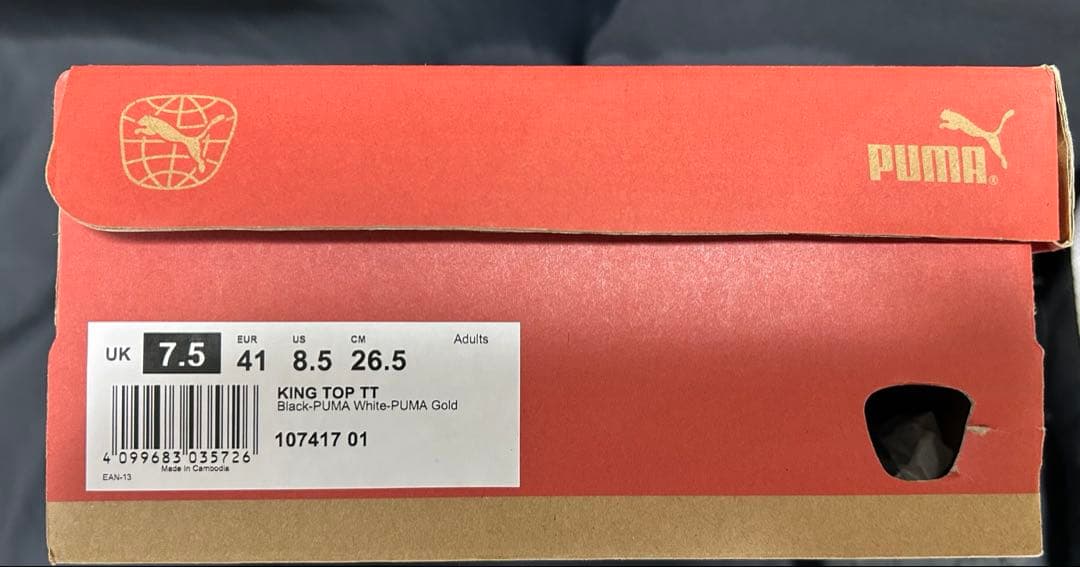 PUMA®
UK 7.5 EUR 41 US 8.5 CM 26.5 Adults
KING TOP TT
Black-PUMA White-PUMA Gold
107417 01
4 099683 035726
Made in Cambodia
EAN-13